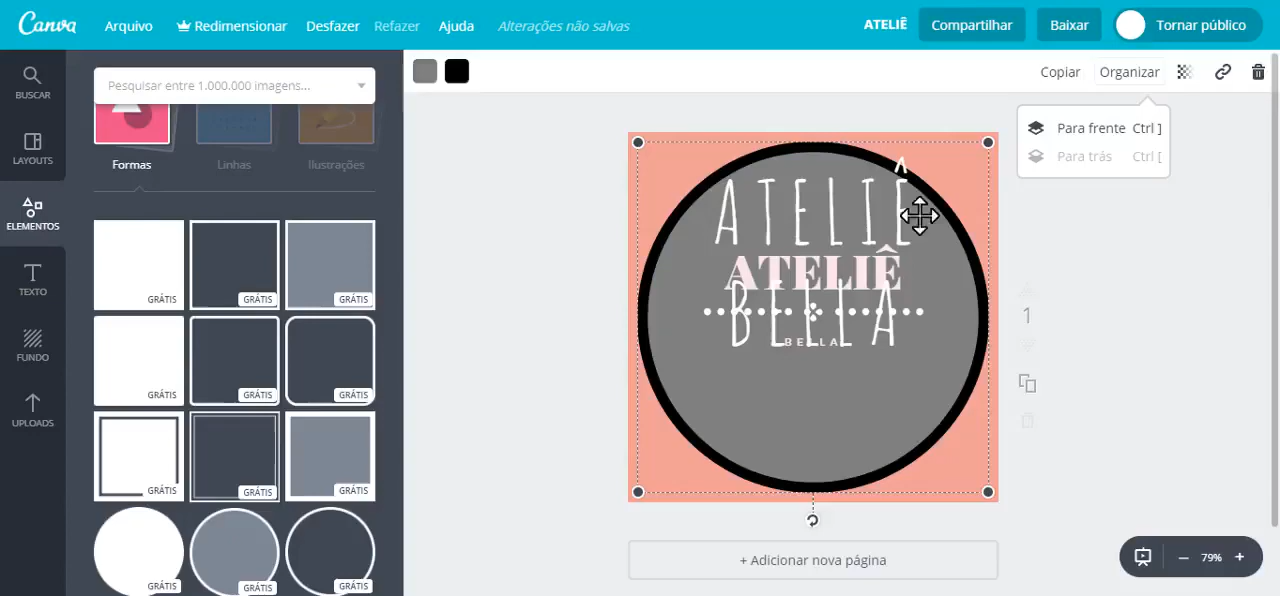 Canva
Arquivo
Redimensionar
Desfazer
Refazer
Ajuda
Alterações não salvas
ATELIÊ
Compartilhar
Baixar
Tornar público
BUSCAR
LAYOUTS
ELEMENTOS
TEXTO
FUNDO
UPLOADS
Pesquisar entre 1.000.000 imagens...
Formas
Linhas
Ilustrações
GRÁTIS
GRÁTIS
GRÁTIS
GRÁTIS
GRÁTIS
GRÁTIS
GRÁTIS
GRÁTIS
GRÁTIS
GRÁTIS
GRÁTIS
GRÁTIS
Copiar
Organizar
Para frente Ctrl ]
Para trás Ctrl [
ATELIÊ
ATELIÊ
BELLA
BELLA
1
+ Adicionar nova página
– 79% +